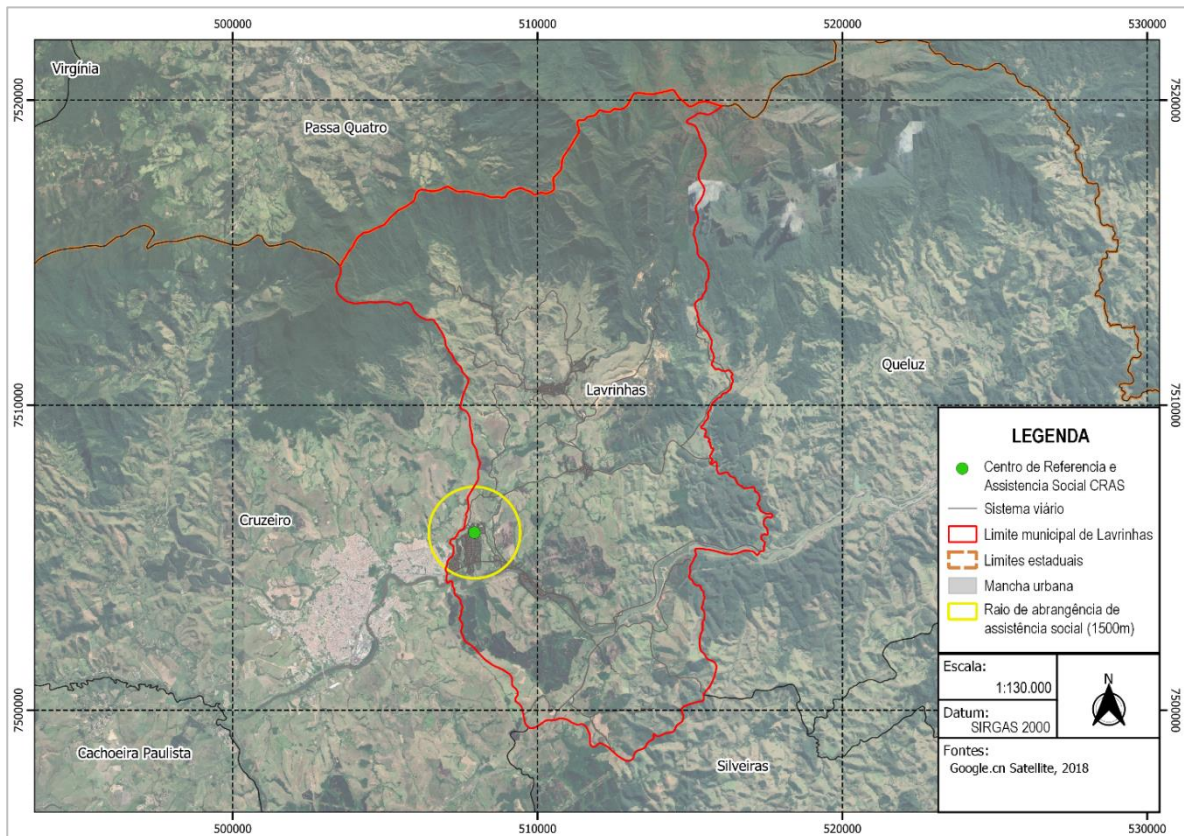 500000
510000
520000
530000
Virgínia
7520000
7520000
Passa Quatro
Queluz
Lavrinhas
7510000
7510000
Cruzeiro
LEGENDA
Centro de Referencia e
Assistencia Social CRAS
Sistema viário
Limite municipal de Lavrinhas
Limites estaduais
Mancha urbana
Raio de abrangência de
assistência social (1500m)
Escala:
1:130.000
N
Datum:
SIRGAS 2000
Fontes:
Google.cn Satellite, 2018
7500000
7500000
Cachoeira Paulista
Silveiras
500000
510000
520000
530000